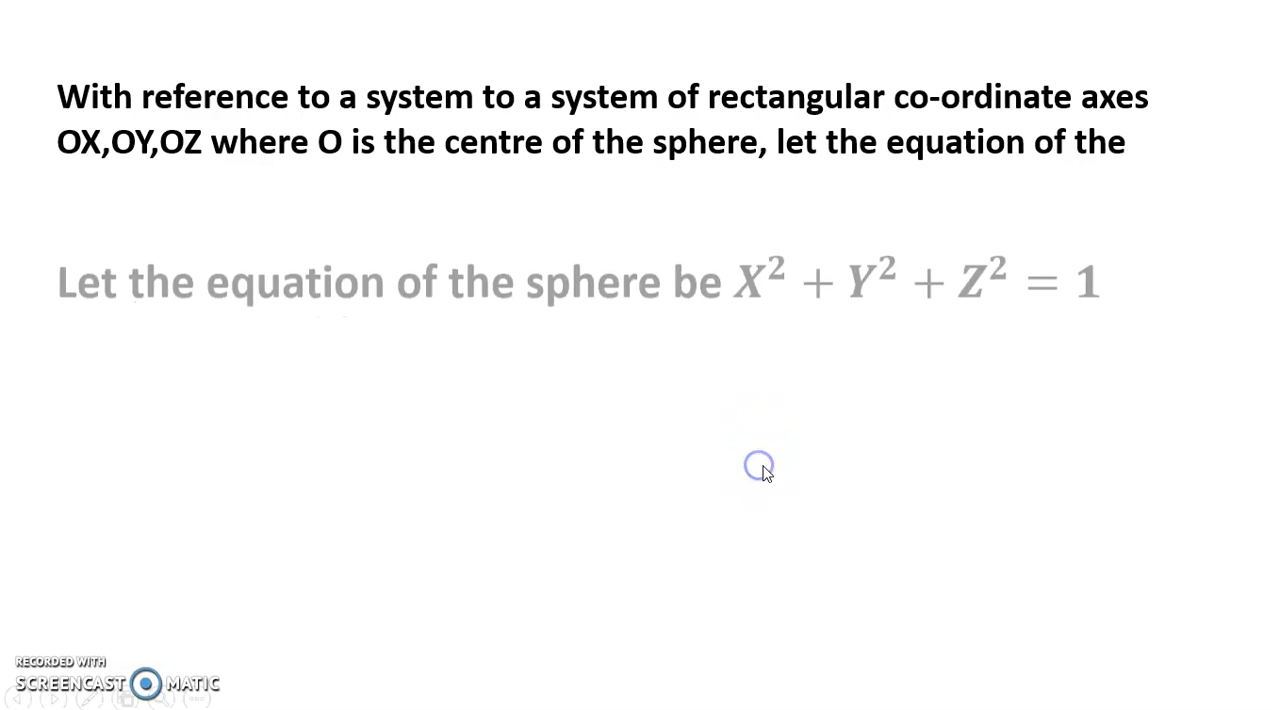 With reference to a system to a system of rectangular co-ordinate axes
OX,OY,OZ where O is the centre of the sphere, let the equation of the
Let the equation of the sphere be X² + Y² + Z² = 1
RECORDED WITH
SCREENCAST MATIC